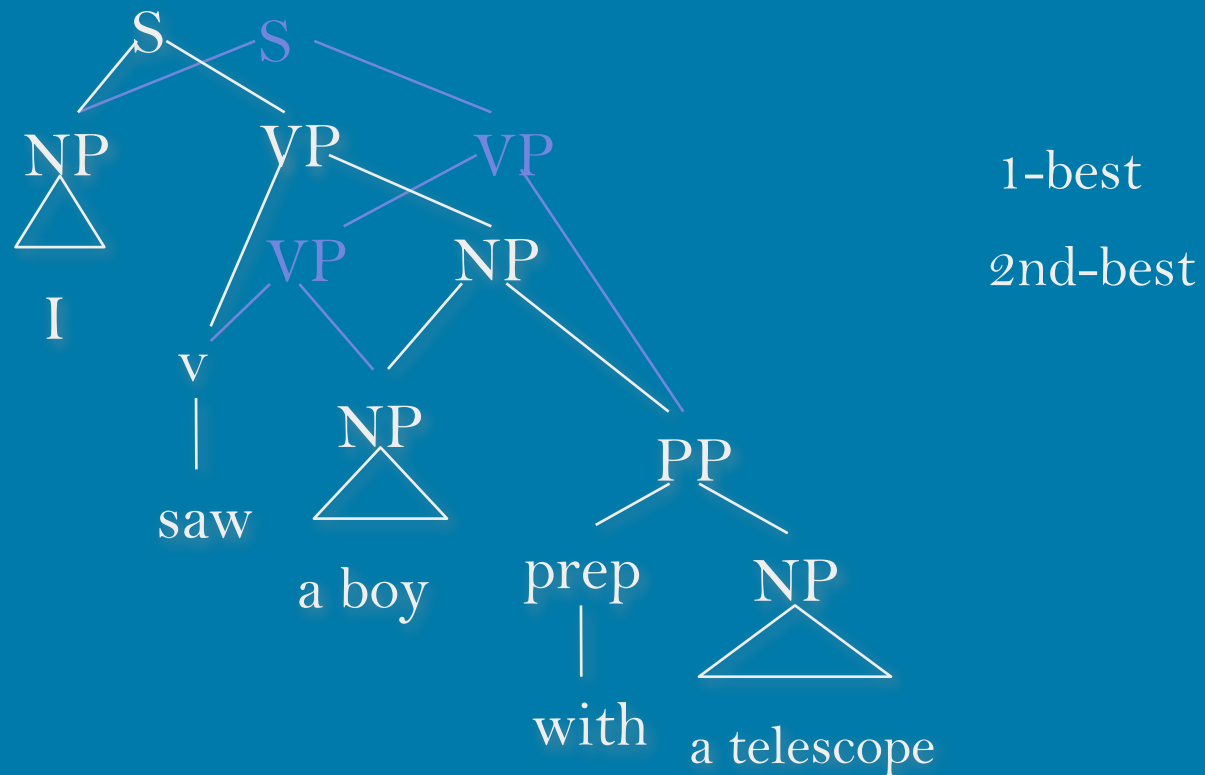 S S
NP VP VP
1-best
VP NP
2nd-best
I
v
NP
PP
saw
prep NP
a boy
with a telescope